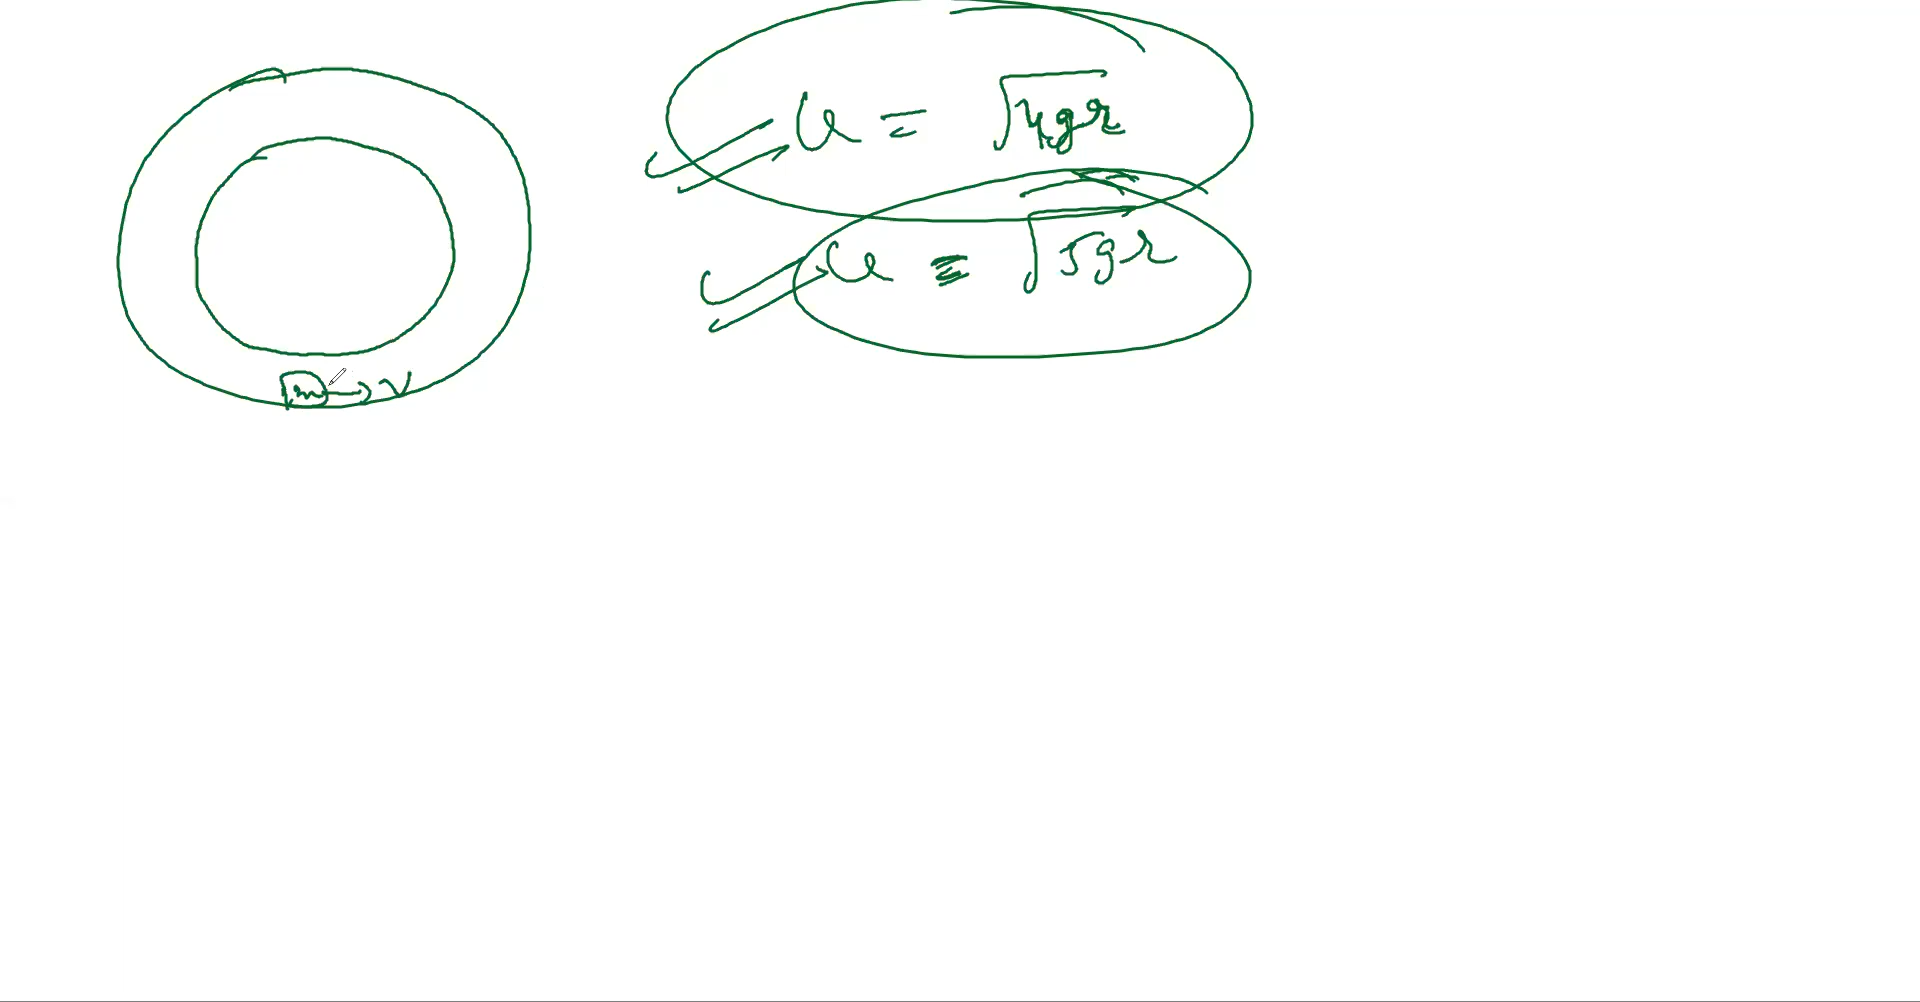 u = √4gr
u = √5gr
m → v